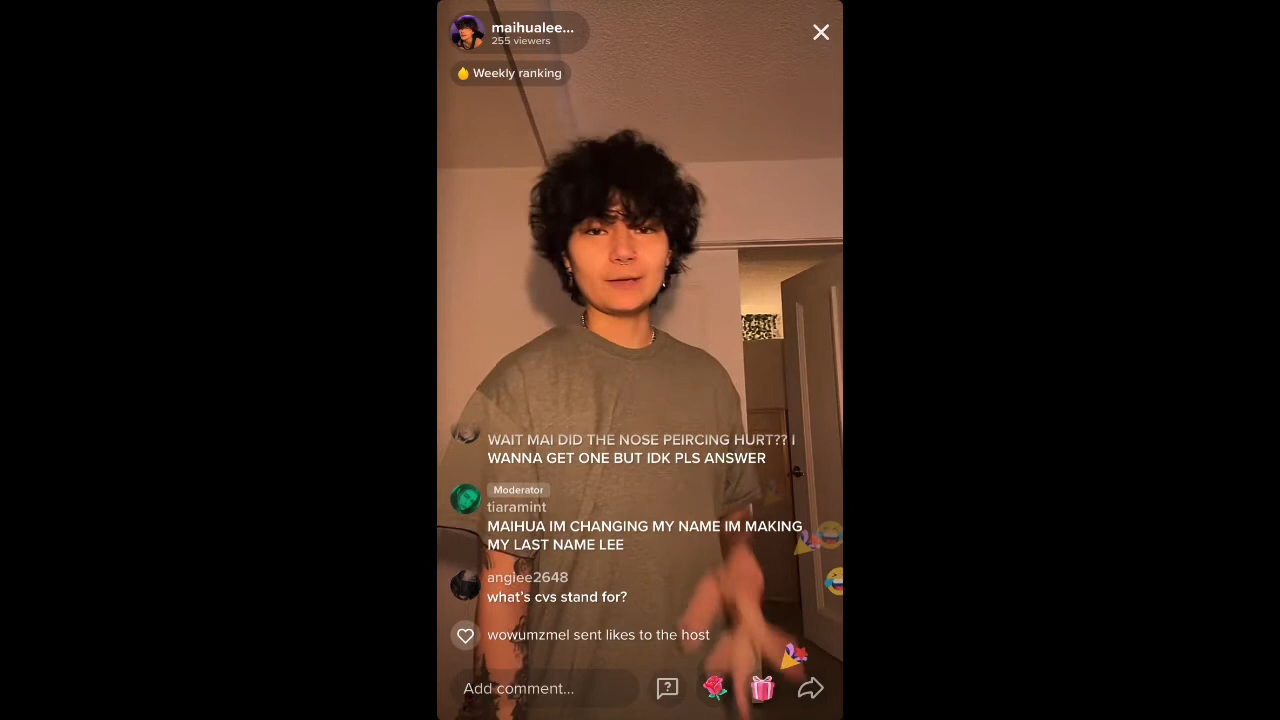 maihualee...
255 viewers
Weekly ranking
WAIT MAI DID THE NOSE PEIRCING HURT?? I
WANNA GET ONE BUT IDK PLS ANSWER
Moderator
tiaramint
MAIHUA IM CHANGING MY NAME IM MAKING
MY LAST NAME LEE
angiee2648
what's cvs stand for?
wowumzmel sent likes to the host
Add comment...